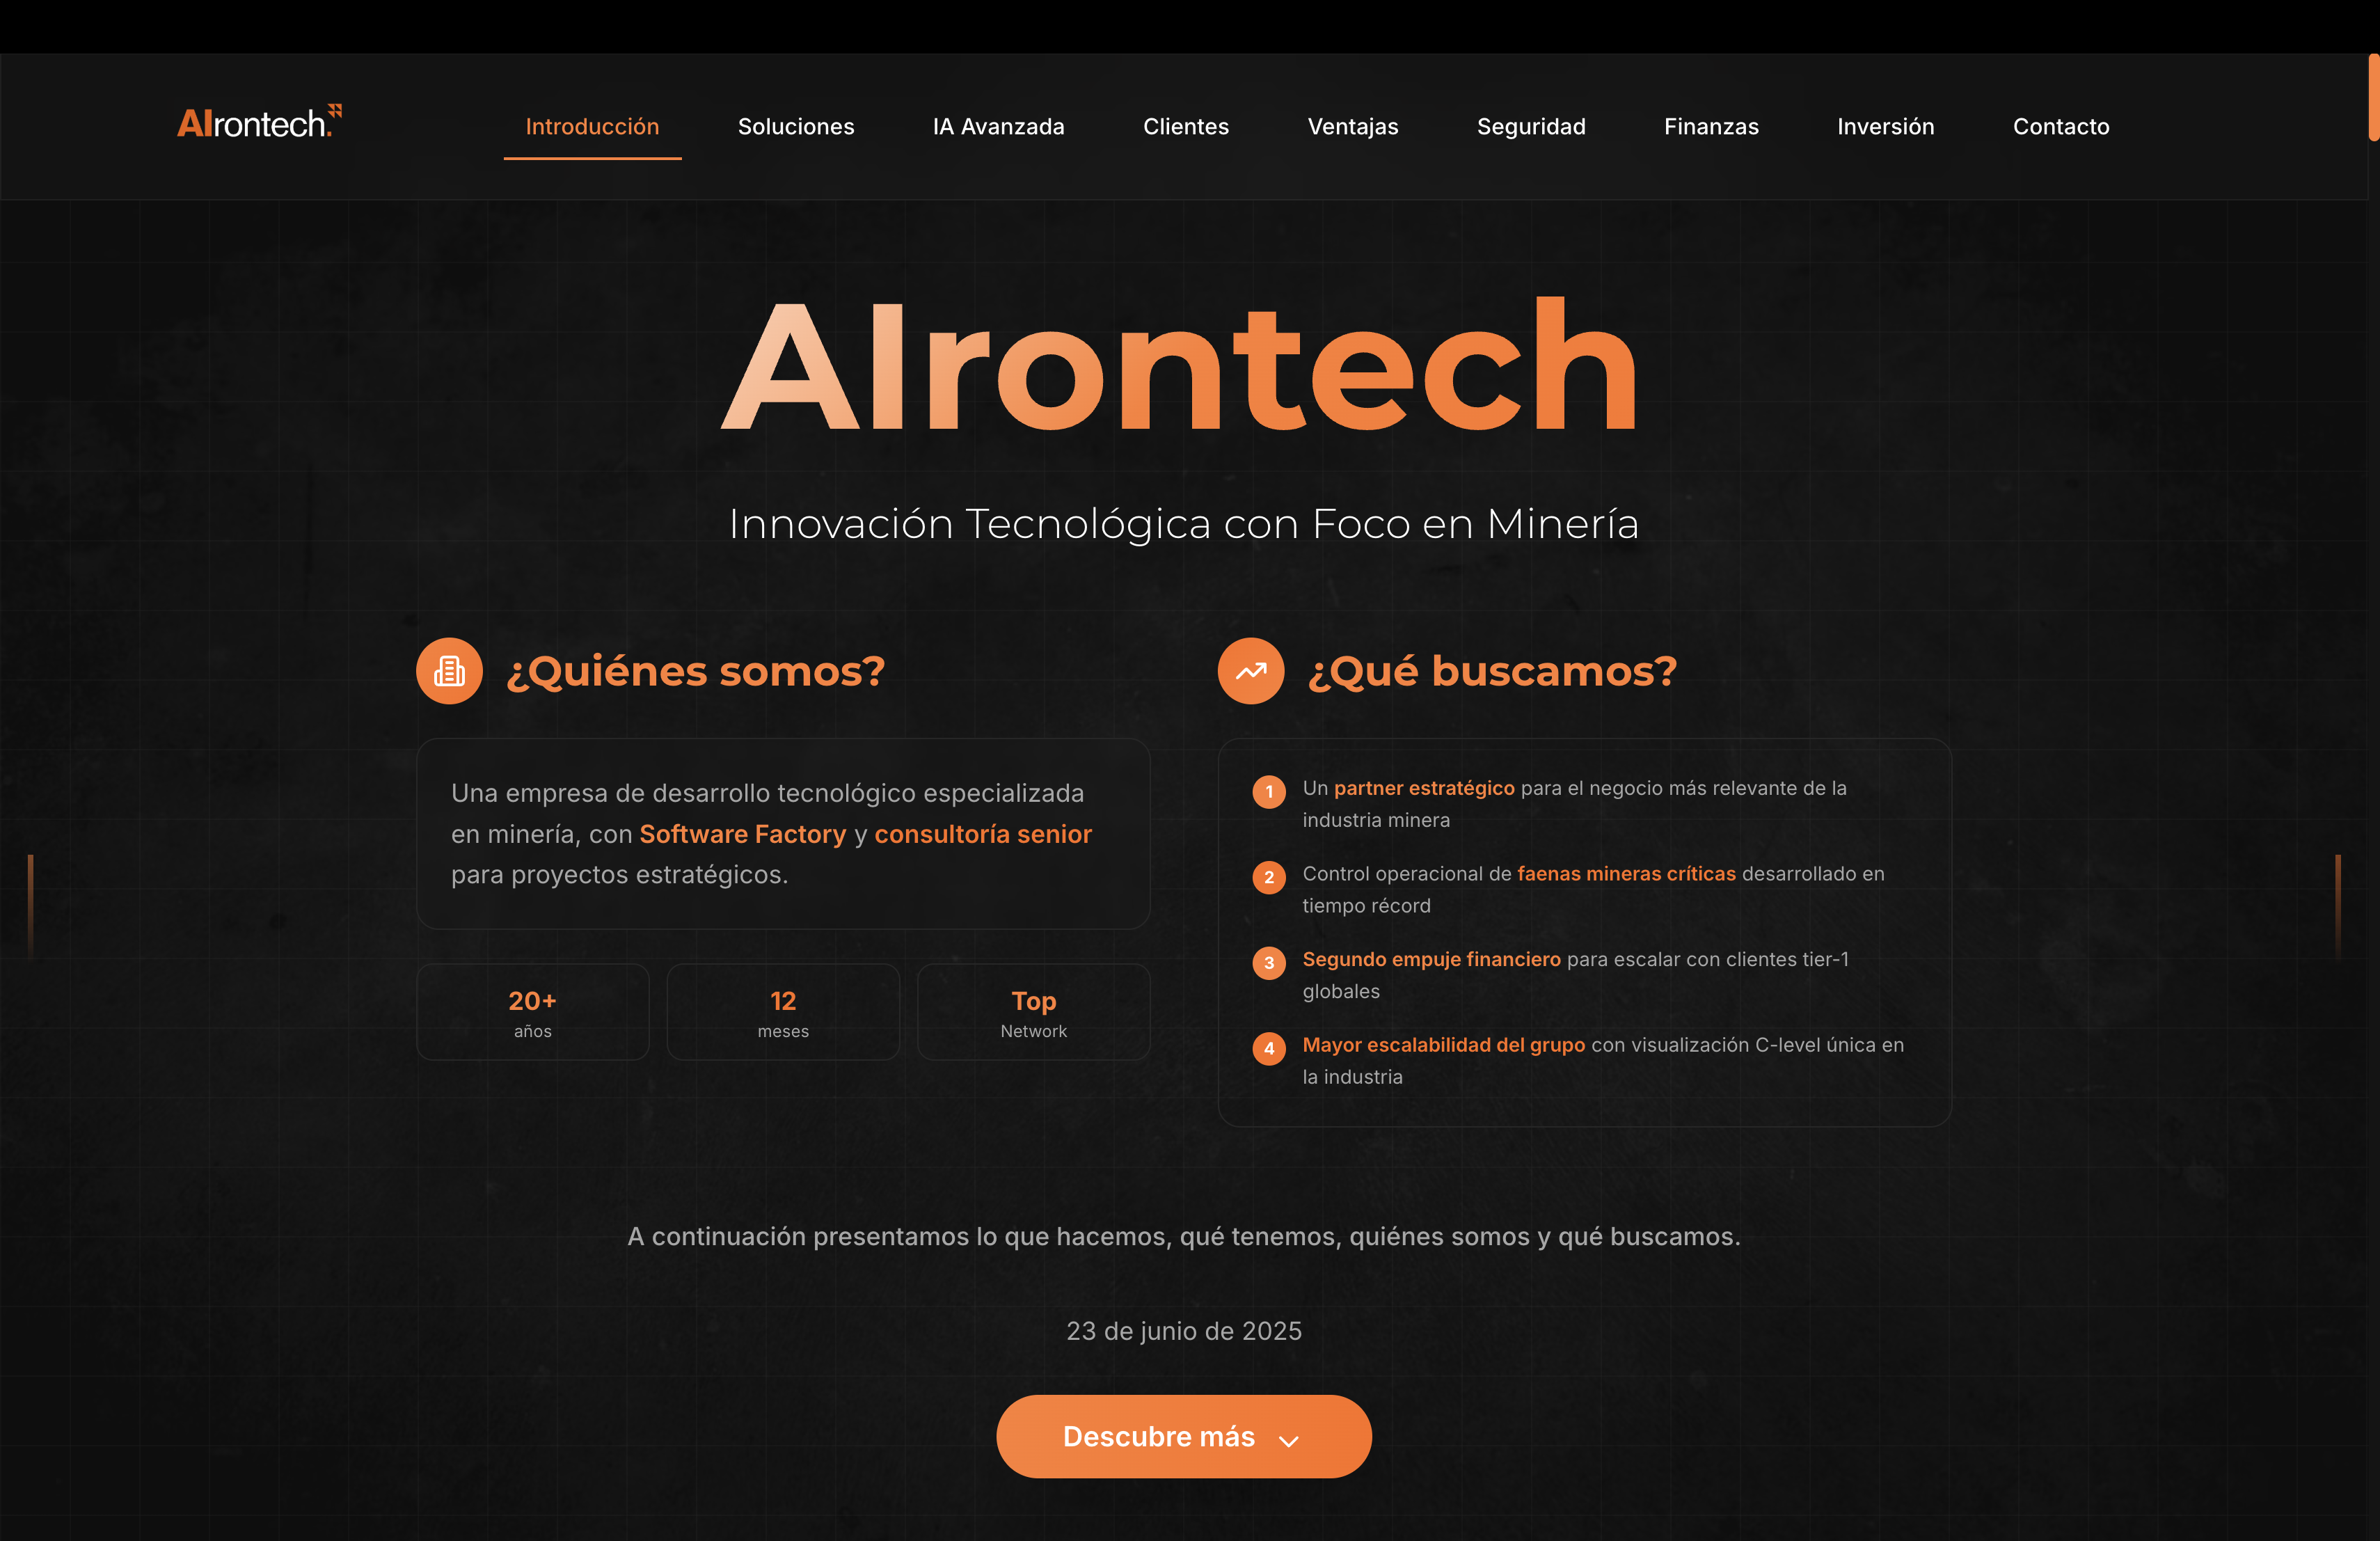 AIrontech.
Introducción
Soluciones
IA Avanzada
Clientes
Ventajas
Seguridad
Finanzas
Inversión
Contacto
AIrontech
Innovación Tecnológica con Foco en Minería
¿Quiénes somos?
Una empresa de desarrollo tecnológico especializada
en minería, con Software Factory y consultoría senior
para proyectos estratégicos.
20+
años
12
meses
Top
Network
¿Qué buscamos?
1 Un partner estratégico para el negocio más relevante de la
industria minera
2 Control operacional de faenas mineras críticas desarrollado en
tiempo récord
3 Segundo empuje financiero para escalar con clientes tier-1
globales
4 Mayor escalabilidad del grupo con visualización C-level única en
la industria
A continuación presentamos lo que hacemos, qué tenemos, quiénes somos y qué buscamos.
23 de junio de 2025
Descubre más